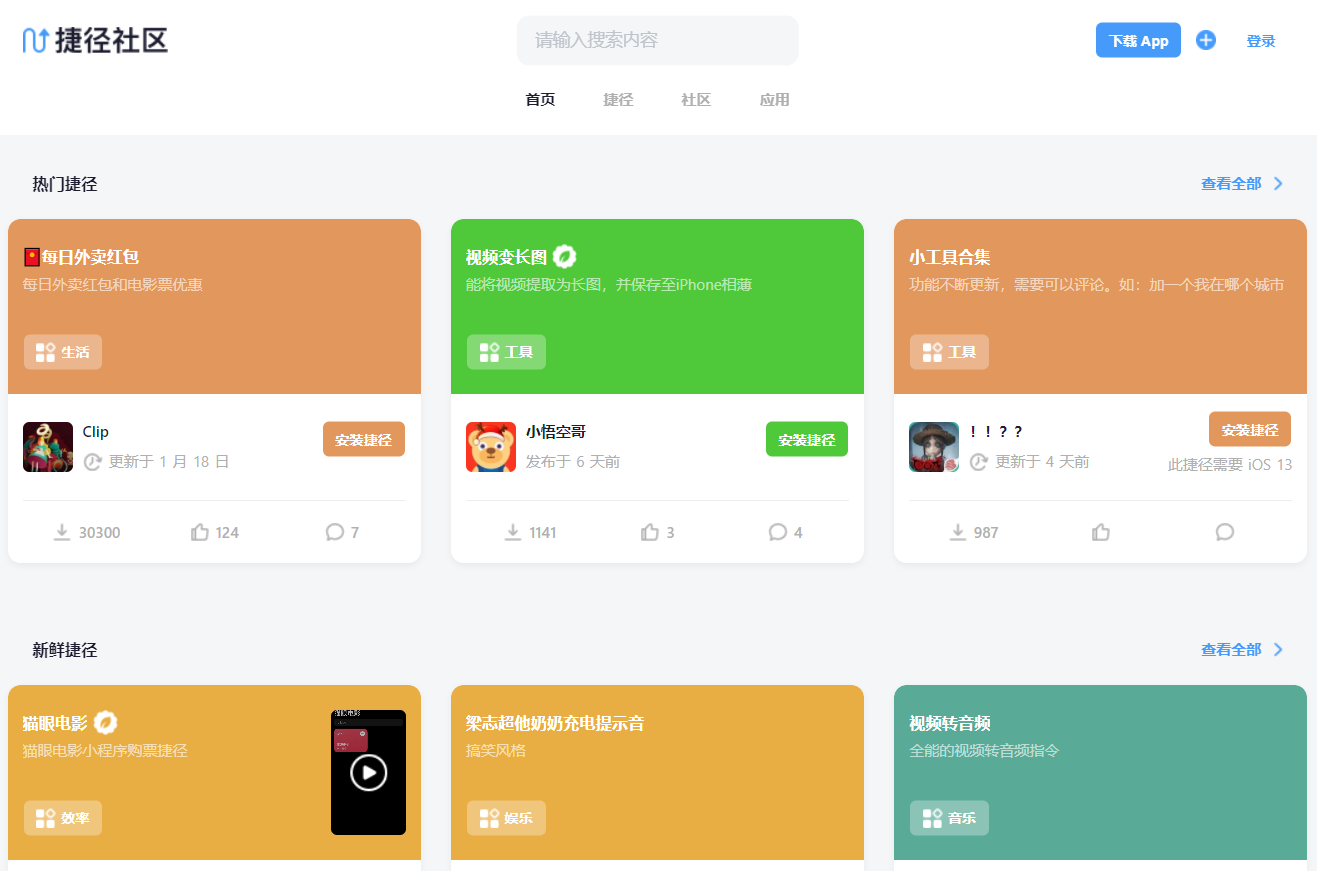 捷径社区
请输入搜索内容
下载 App
登录
首页 捷径 社区 应用
热门捷径
查看全部
每日外卖红包
每日外卖红包和电影票优惠
生活
Clip
更新于 1 月 18 日
安装捷径
30300 124 7
视频变长图
能将视频提取为长图，并保存至iPhone相薄
工具
小悟空哥
发布于 6 天前
安装捷径
1141 3 4
小工具合集
功能不断更新，需要可以评论。如：加一个我在哪个城市
工具
！！？？
更新于 4 天前
安装捷径
此捷径需要 iOS 13
987
新鲜捷径
查看全部
猫眼电影
猫眼电影小程序购票捷径
效率
猫眼电影
梁志超他奶奶充电提示音
搞笑风格
娱乐
视频转音频
全能的视频转音频指令
音乐